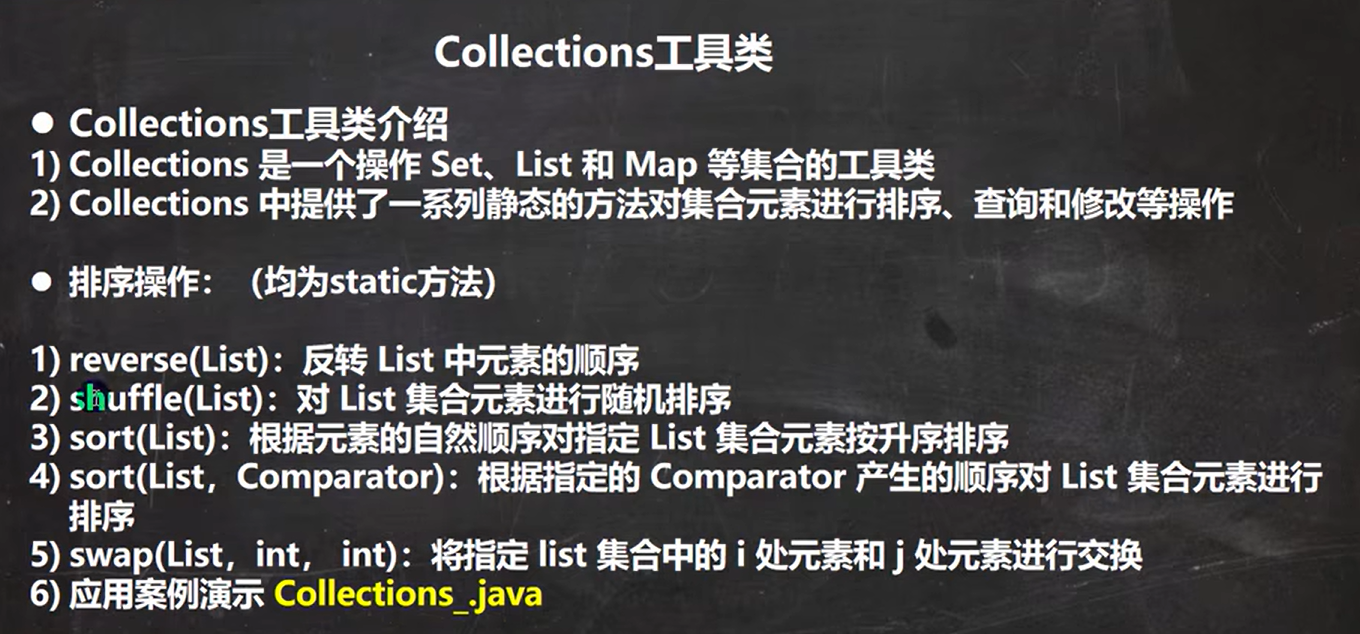 Collections工具类
● Collections工具类介绍
1) Collections 是一个操作 Set、List 和 Map 等集合的工具类
2) Collections 中提供了一系列静态的方法对集合元素进行排序、查询和修改等操作
● 排序操作：（均为static方法）
1) reverse(List)：反转 List 中元素的顺序
2) shuffle(List)：对 List 集合元素进行随机排序
3) sort(List)：根据元素的自然顺序对指定 List 集合元素按升序排序
4) sort(List，Comparator)：根据指定的 Comparator 产生的顺序对 List 集合元素进行
排序
5) swap(List，int， int)：将指定 list 集合中的 i 处元素和 j 处元素进行交换
6) 应用案例演示 Collections_.java